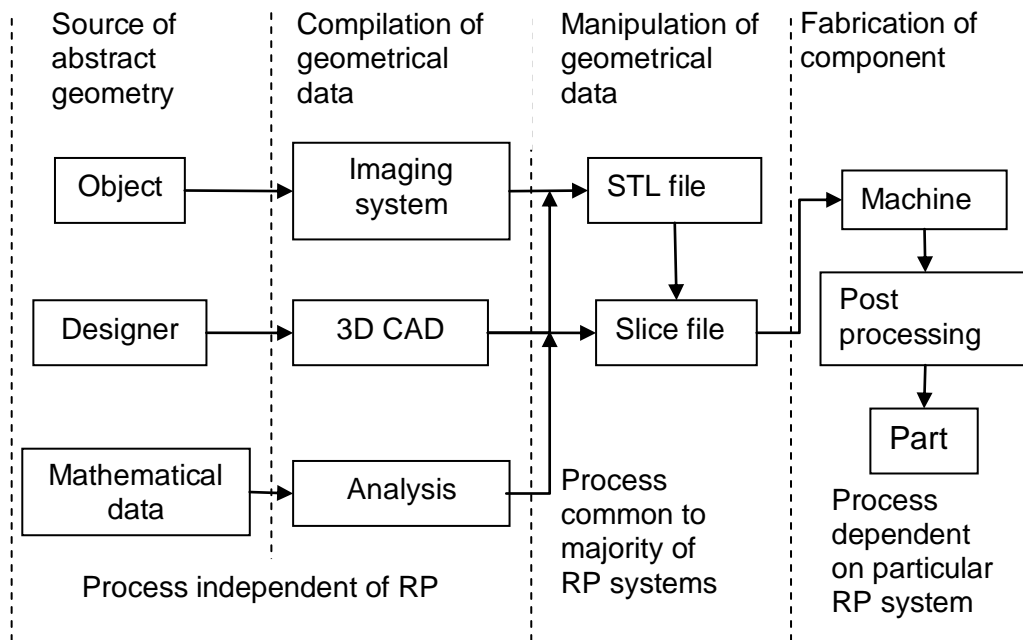 Source of
abstract
geometry
Compilation of
geometrical
data
Manipulation of
geometrical
data
Fabrication of
component
Object
Imaging
system
STL file
Machine
Designer
3D CAD
Slice file
Post
processing
Mathematical
data
Analysis
Part
Process independent of RP
Process
common to
majority of
RP systems
Process
dependent
on particular
RP system